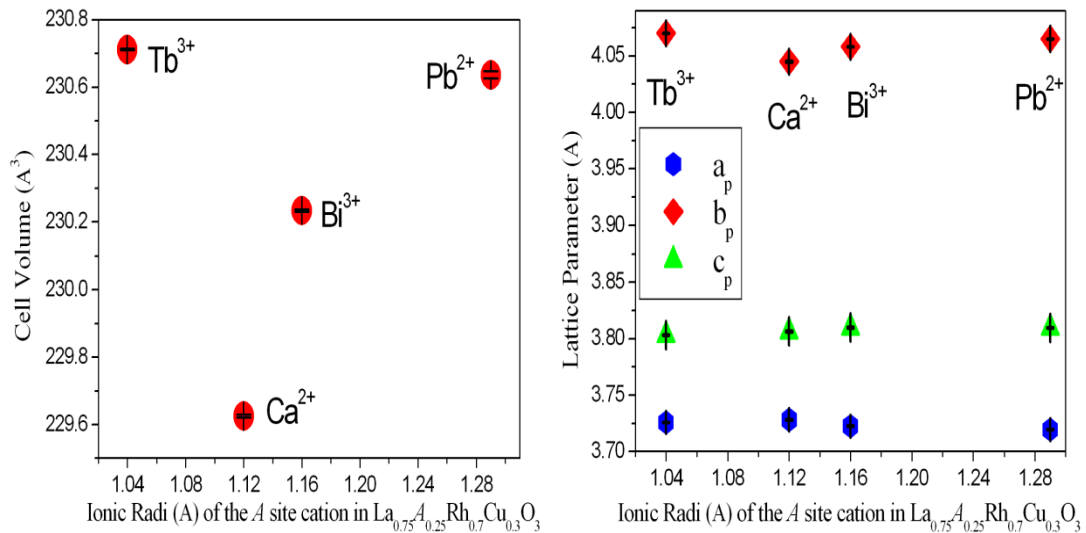 230.8
230.6
230.4
230.2
230.0
229.8
229.6
Cell Volume (A³)
Tb³⁺
Pb²⁺
Bi³⁺
Ca²⁺
1.04 1.08 1.12 1.16 1.20 1.24 1.28
Ionic Radi (A) of the A site cation in La₀.₇₅A₀.₂₅Rh₀.₇Cu₀.₃O₃
4.05
4.00
3.95
3.90
3.85
3.80
3.75
3.70
Lattice Parameter (A)
Tb³⁺
Ca²⁺
Bi³⁺
Pb²⁺
aₚ
bₚ
cₚ
1.04 1.08 1.12 1.16 1.20 1.24 1.28
Ionic Radi (A) of the A site cation in La₀.₇₅A₀.₂₅Rh₀.₇Cu₀.₃O₃